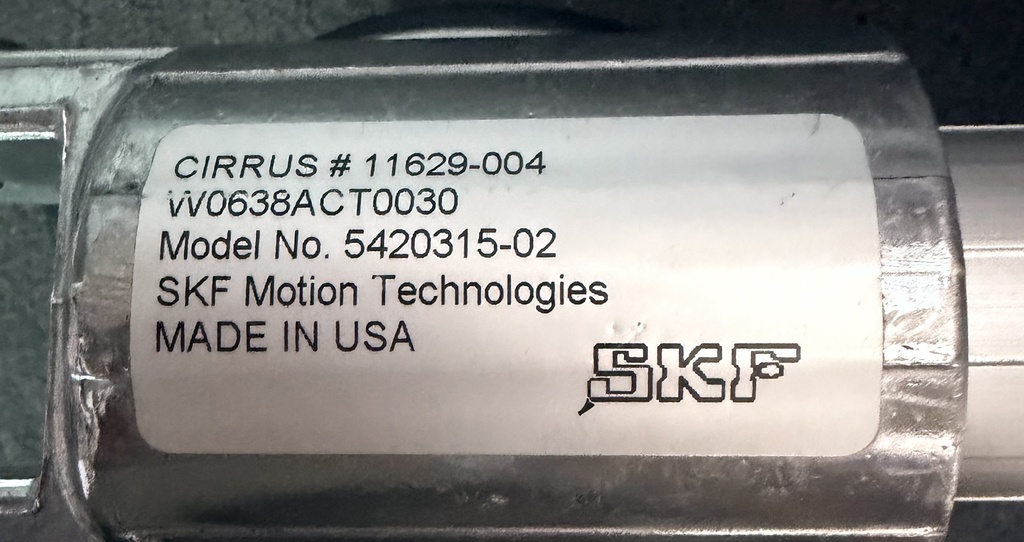 CIRRUS # 11629-004
W0638ACT0030
Model No. 5420315-02
SKF Motion Technologies
MADE IN USA
SKF